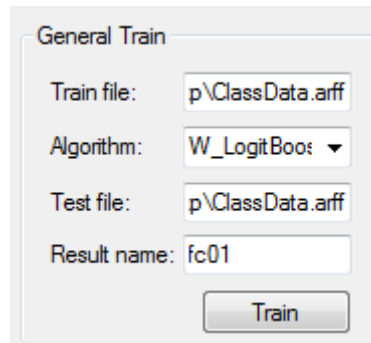 General Train
Train file: p\ClassData.arff
Algorithm: W_LogitBoos
Test file: p\ClassData.arff
Result name: fc01
Train